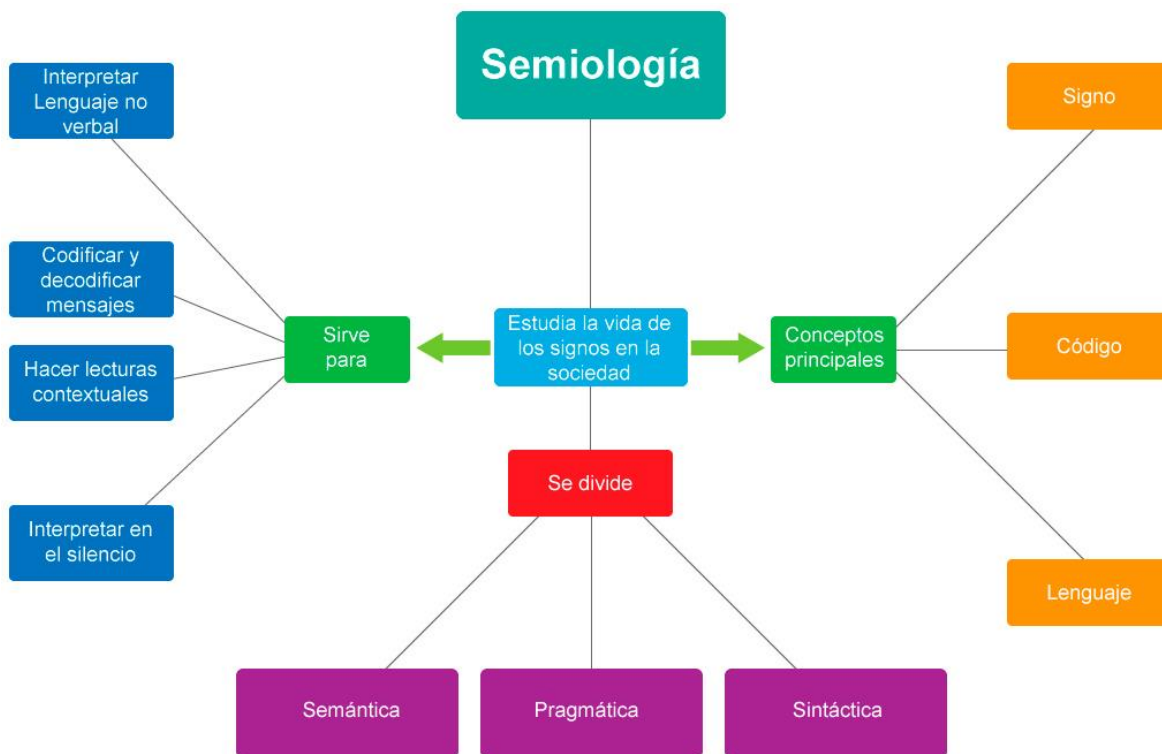 Semiología
Interpretar
Lenguaje no
verbal
Signo
Codificar y
decodificar
mensajes
Sirve
para
Estudia la vida de
los signos en la
sociedad
Conceptos
principales
Código
Hacer lecturas
contextuales
Se divide
Interpretar en
el silencio
Lenguaje
Semántica
Pragmática
Sintáctica